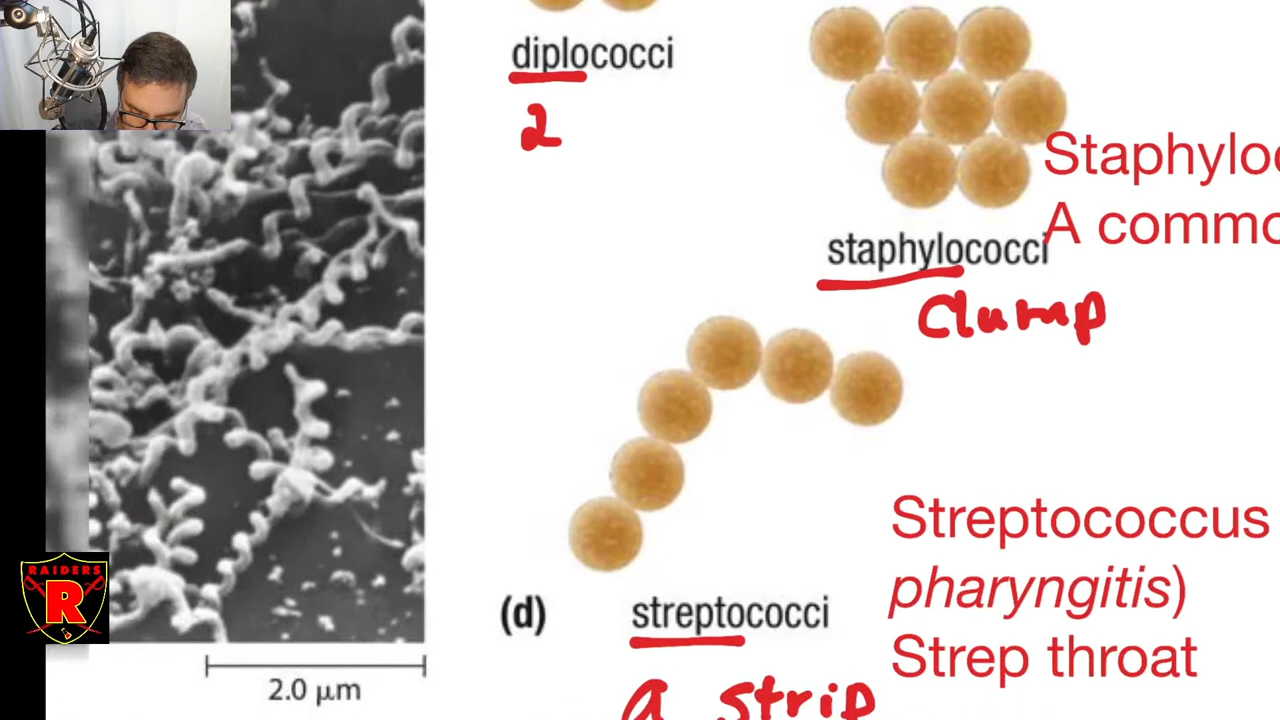 diplococci
2
Staphyloc
A commo
staphylococci
Clump
Streptococcus
pharyngitis)
Strep throat
(d) streptococci
a strip
2.0 µm
RAIDERS
R